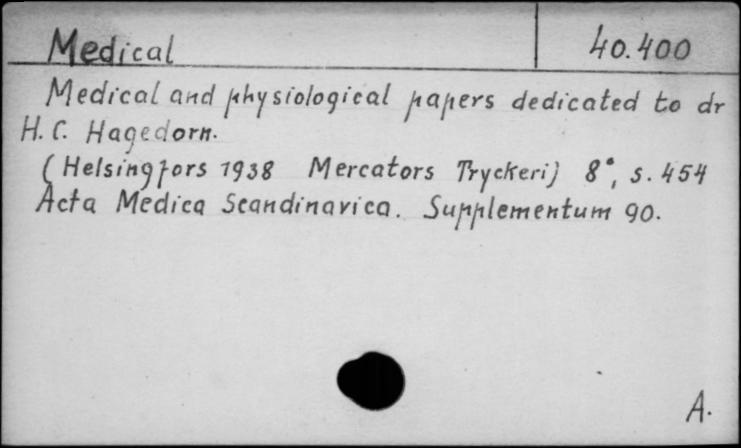 Medical
40.400
Medical and physiological papers dedicated to dr
H. C. Hagedorn.
(Helsingfors 1938 Mercators Tryckeri) 8°, s. 454
Acta Medica Scandinavica. Supplementum 90.
A.